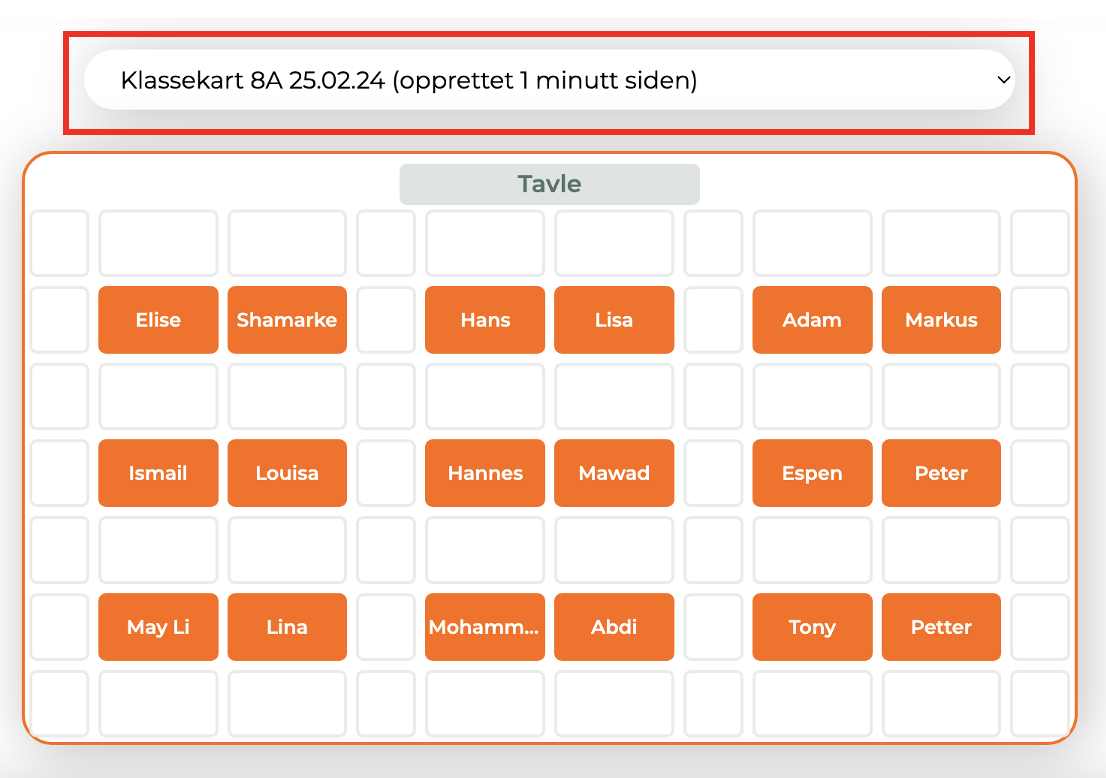 Klassekart 8A 25.02.24 (opprettet 1 minutt siden)
Tavle
Elise Shamarke Hans Lisa Adam Markus
Ismail Louisa Hannes Mawad Espen Peter
May Li Lina Mohamm... Abdi Tony Petter